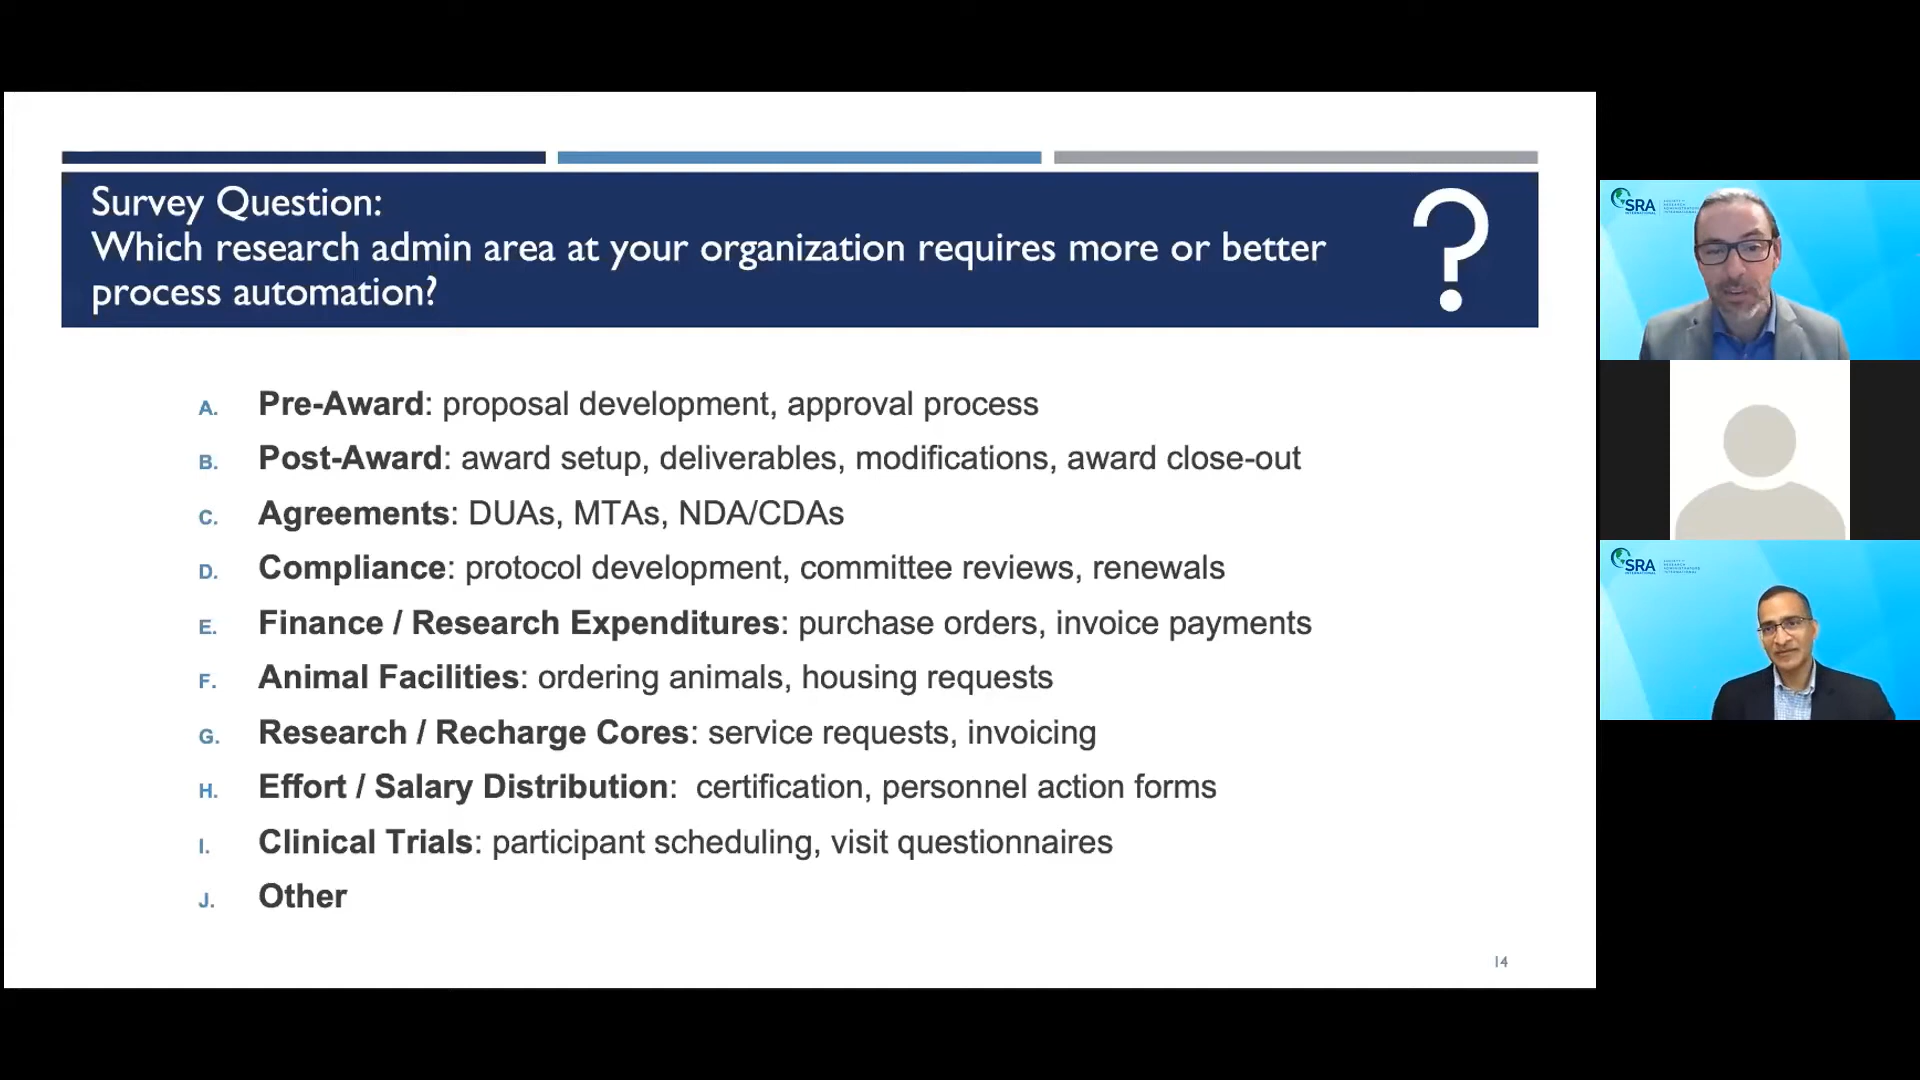 Survey Question:
Which research admin area at your organization requires more or better
process automation?
?
A. Pre-Award: proposal development, approval process
B. Post-Award: award setup, deliverables, modifications, award close-out
C. Agreements: DUAs, MTAs, NDA/CDAs
D. Compliance: protocol development, committee reviews, renewals
E. Finance / Research Expenditures: purchase orders, invoice payments
F. Animal Facilities: ordering animals, housing requests
G. Research / Recharge Cores: service requests, invoicing
H. Effort / Salary Distribution: certification, personnel action forms
I. Clinical Trials: participant scheduling, visit questionnaires
J. Other
14
SRA
INTERNATIONAL
SRA
INTERNATIONAL